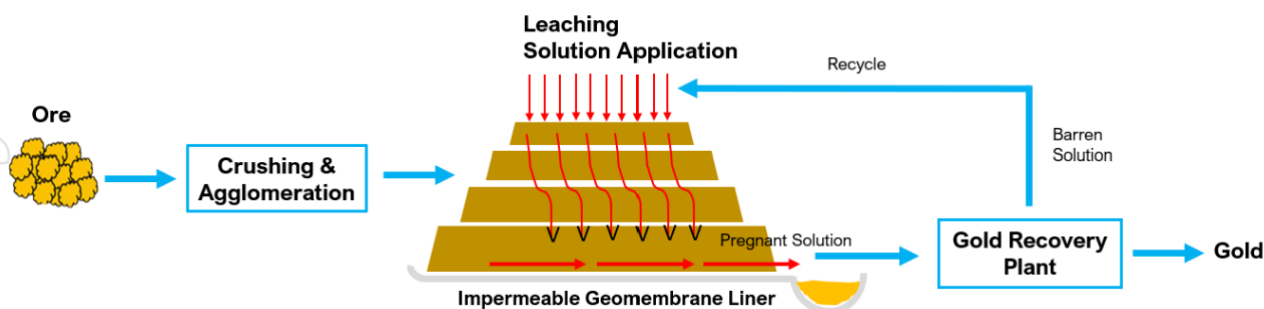 Leaching
Solution Application
Recycle
Ore
Barren
Solution
Crushing &
Agglomeration
Pregnant Solution
Gold Recovery
Plant
Gold
Impermeable Geomembrane Liner